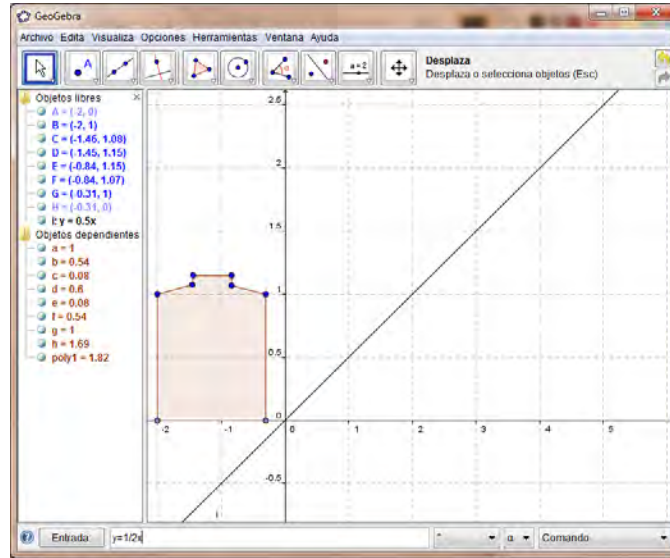 GeoGebra
Archivo Edita Visualiza Opciones Herramientas Ventana Ayuda
A
a=2
Desplaza
Desplaza o selecciona objetos (Esc)
Objetos libres
A = (-2, 0)
B = (-2, 1)
C = (-1.46, 1.08)
D = (-1.45, 1.15)
E = (-0.84, 1.15)
F = (-0.84, 1.07)
G = (-0.31, 1)
H = (-0.31, 0)
i: y = 0.5x
Objetos dependientes
a = 1
b = 0.54
c = 0.08
d = 0.6
e = 0.08
f = 0.54
g = 1
h = 1.69
poly1 = 1.82
2.5
2
1.5
1
0.5
0
-2 -1 0 1 2 3 4 5
-0.5
i
Entrada y=1/2x α Comando